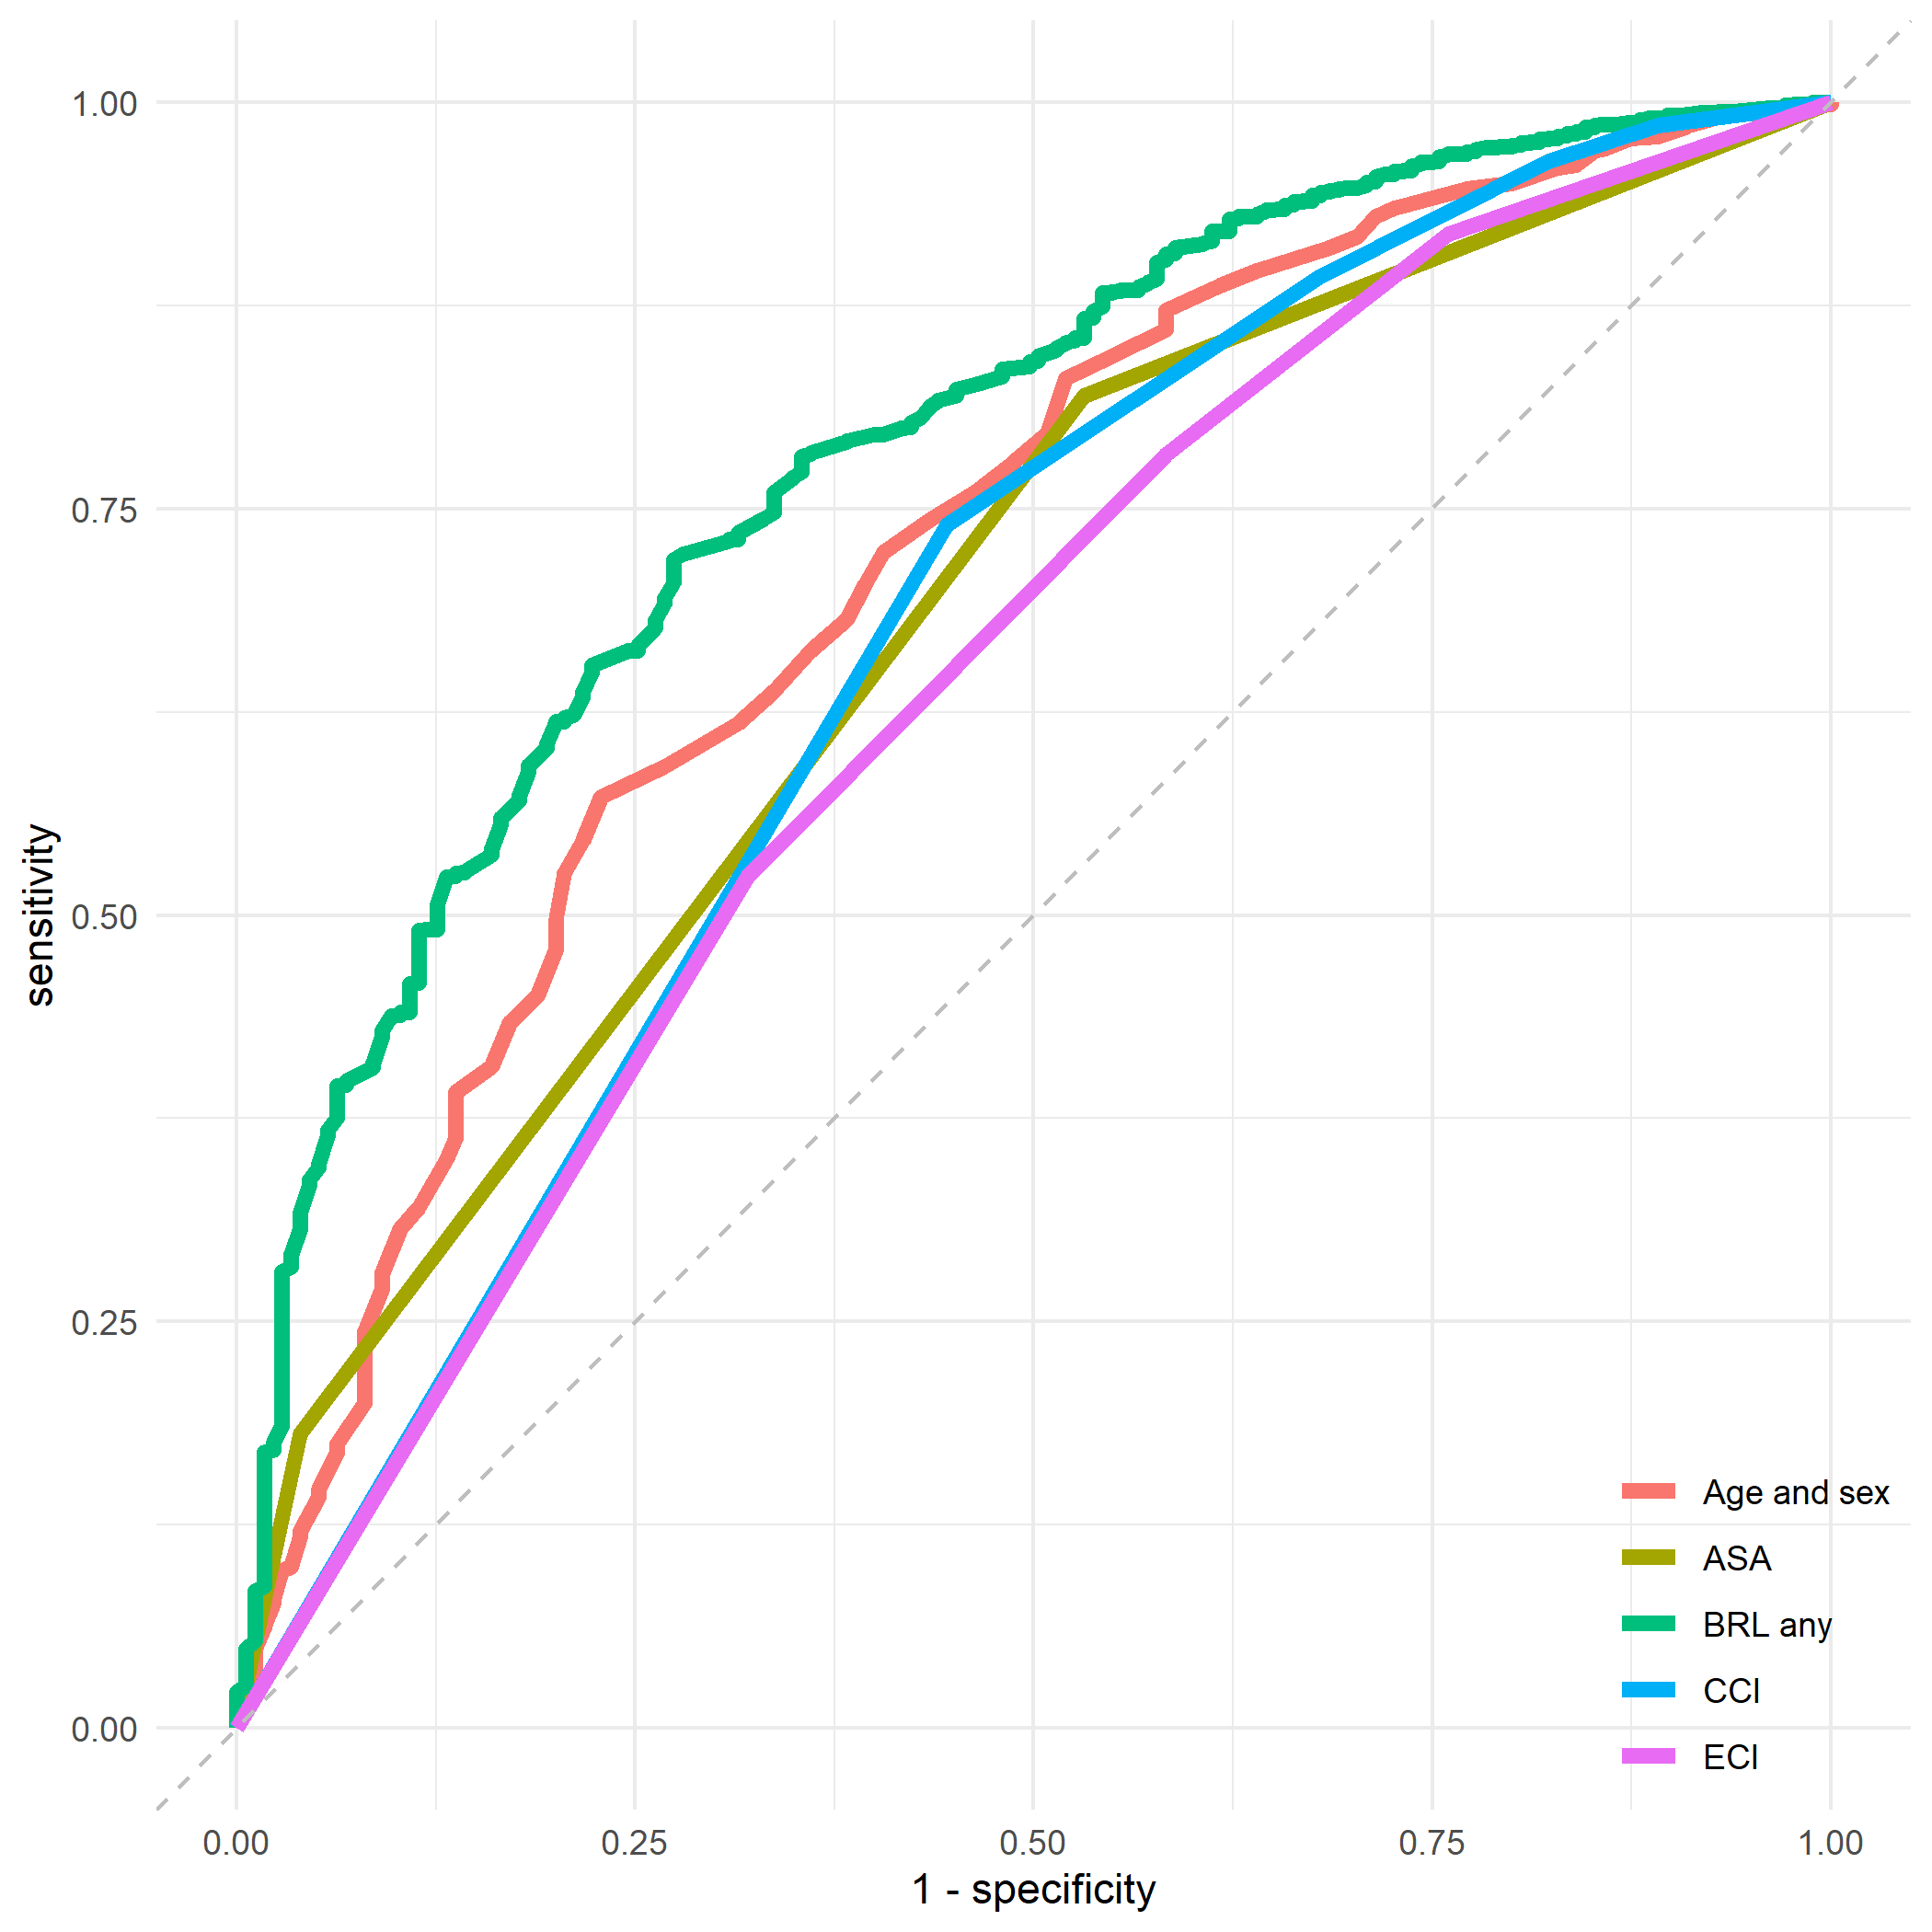 1.00
0.75
0.50
0.25
0.00
sensitivity
0.00 0.25 0.50 0.75 1.00
1 - specificity
Age and sex
ASA
BRL any
CCI
ECI